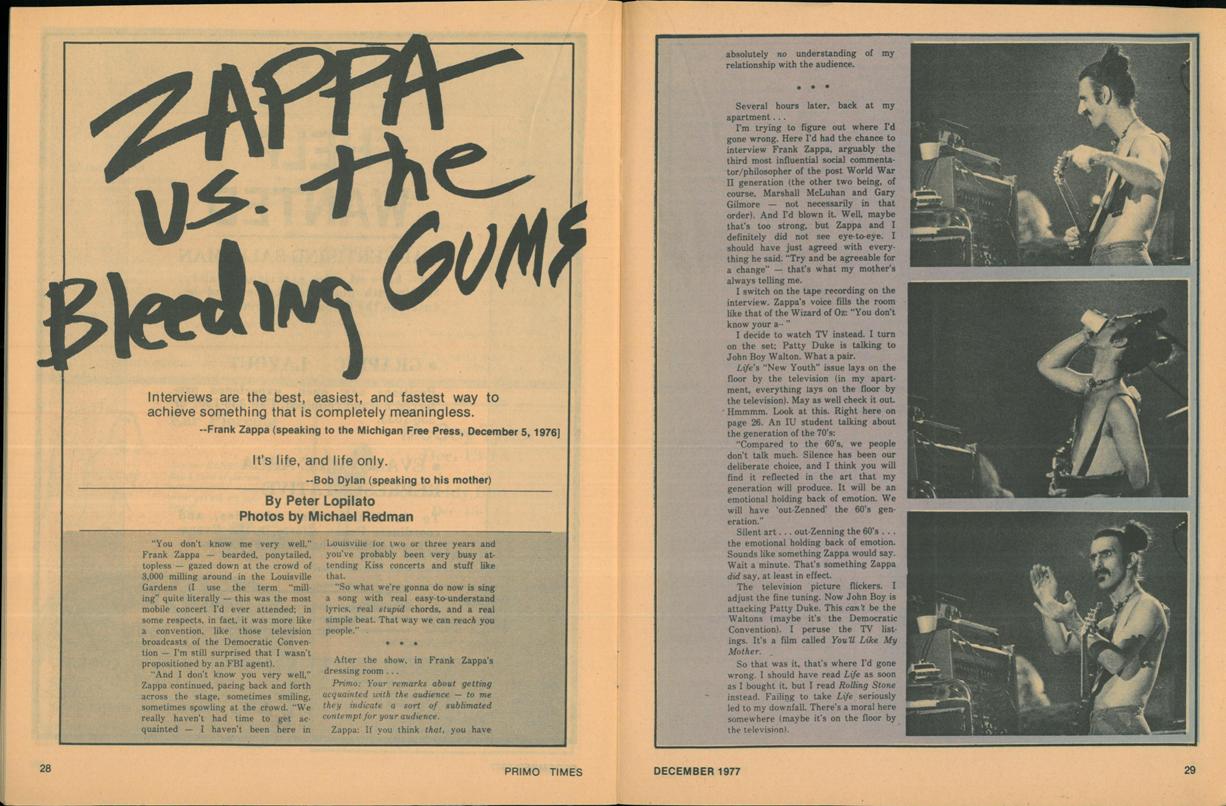 ZAPPA
vs. the
Bleeding GUMS
Interviews are the best, easiest, and fastest way to
achieve something that is completely meaningless.
--Frank Zappa (speaking to the Michigan Free Press, December 5, 1976]
It's life, and life only.
--Bob Dylan (speaking to his mother)
By Peter Lopilato
Photos by Michael Redman
"You don't know me very well,"
Frank Zappa — bearded, ponytailed,
topless — gazed down at the crowd of
3,000 milling around in the Louisville
Gardens (I use the term "mill-
ing" quite literally — this was the most
mobile concert I'd ever attended; in
some respects, in fact, it was more like
a convention, like those television
broadcasts of the Democratic Conven-
tion — I'm still surprised that I wasn't
propositioned by an FBI agent).
"And I don't know you very well,"
Zappa continued, pacing back and forth
across the stage, sometimes smiling,
sometimes scowling at the crowd. "We
really haven't had time to get ac-
quainted — I haven't been here in
Louisville for two or three years and
you've probably been very busy at-
tending Kiss concerts and stuff like
that.
"So what we're gonna do now is sing
a song with real easy-to-understand
lyrics, real stupid chords, and a real
simple beat. That way we can reach you
people."
• • •
After the show, in Frank Zappa's
dressing room . . .
Primo: Your remarks about getting
acquainted with the audience — to me
they indicate a sort of sublimated
contempt for your audience.
Zappa: If you think that, you have
28
PRIMO TIMES
absolutely no understanding of my
relationship with the audience.
• • •
Several hours later, back at my
apartment . . .
I'm trying to figure out where I'd
gone wrong. Here I'd had the chance to
interview Frank Zappa, arguably the
third most influential social commenta-
tor/philosopher of the post World War
II generation (the other two being, of
course, Marshall McLuhan and Gary
Gilmore — not necessarily in that
order). And I'd blown it. Well, maybe
that's too strong, but Zappa and I
definitely did not see eye-to-eye. I
should have just agreed with every-
thing he said. "Try and be agreeable for
a change" — that's what my mother's
always telling me.
I switch on the tape recording on the
interview. Zappa's voice fills the room
like that of the Wizard of Oz: "You don't
know your a--"
I decide to watch TV instead. I turn
on the set; Patty Duke is talking to
John Boy Walton. What a pair.
Life's "New Youth" issue lays on the
floor by the television (in my apart-
ment, everything lays on the floor by
the television). May as well check it out.
Hmmmm. Look at this. Right here on
page 26. An IU student talking about
the generation of the 70's:
"Compared to the 60's, we people
don't talk much. Silence has been our
deliberate choice, and I think you will
find it reflected in the art that my
generation will produce. It will be an
emotional holding back of emotion. We
will have 'out-Zenned' the 60's gen-
eration."
Silent art . . . out-Zenning the 60's . . .
the emotional holding back of emotion.
Sounds like something Zappa would say.
Wait a minute. That's something Zappa
did say, at least in effect.
The television picture flickers. I
adjust the fine tuning. Now John Boy is
attacking Patty Duke. This can't be the
Waltons (maybe it's the Democratic
Convention). I peruse the TV list-
ings. It's a film called You'll Like My
Mother.
So that was it, that's where I'd gone
wrong. I should have read Life as soon
as I bought it, but I read Rolling Stone
instead. Failing to take Life seriously
led to my downfall. There's a moral here
somewhere (maybe it's on the floor by
the television).
DECEMBER 1977
29